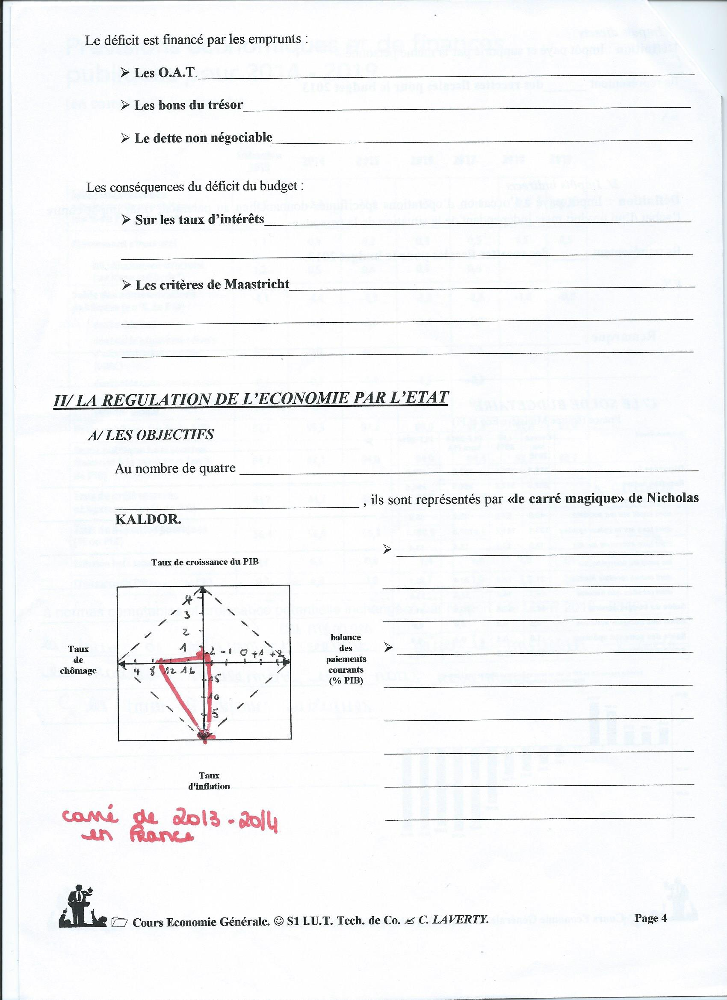 Le déficit est financé par les emprunts :
➢ Les O.A.T.
➢ Les bons du trésor
➢ Le dette non négociable
Les conséquences du déficit du budget :
➢ Sur les taux d’intérêts
➢ Les critères de Maastricht
II/ LA REGULATION DE L’ECONOMIE PAR L’ETAT
A/ LES OBJECTIFS
Au nombre de quatre
, ils sont représentés par «le carré magique» de Nicholas
KALDOR.
Taux de croissance du PIB
4
3
2
1
-2 -1 0 +1 +2
4 8 12 16
15
10
5
Taux
de
chômage
balance
des
paiements
courants
(% PIB)
Taux
d'inflation
carré de 2013-2014
en France
Cours Economie Générale. ☺ S1 I.U.T. Tech. de Co. ✍ C. LAVERTY.
Page 4